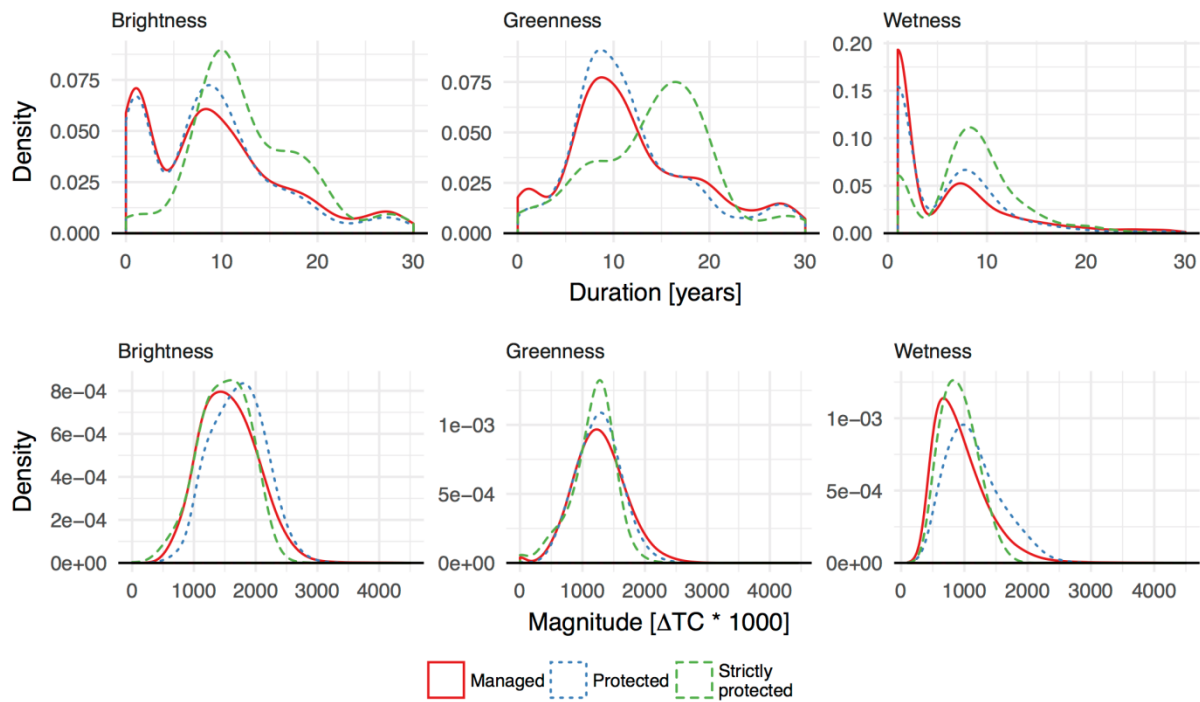 Brightness
Greenness
Wetness
Density
0.075
0.050
0.025
0.000
0.075
0.050
0.025
0.000
0.20
0.15
0.10
0.05
0.00
0 10 20 30
0 10 20 30
0 10 20 30
Duration [years]
Brightness
Greenness
Wetness
Density
8e−04
6e−04
4e−04
2e−04
0e+00
1e−03
5e−04
0e+00
1e−03
5e−04
0e+00
0 1000 2000 3000 4000
0 1000 2000 3000 4000
0 1000 2000 3000 4000
Magnitude [ΔTC * 1000]
Managed
Protected
Strictly
protected